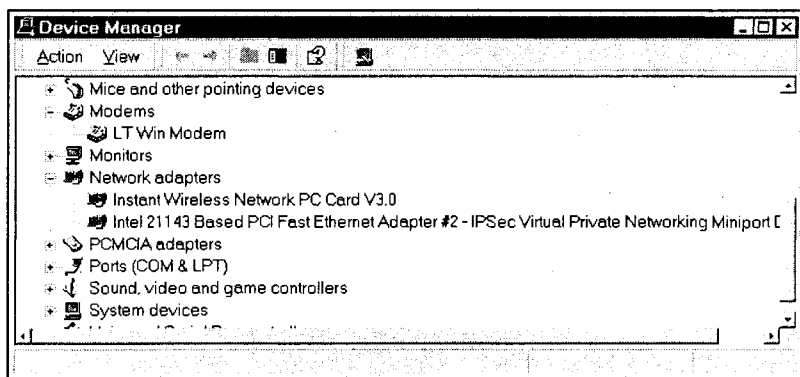 Device Manager
Action View
Mice and other pointing devices
Modems
LT Win Modem
Monitors
Network adapters
Instant Wireless Network PC Card V3.0
Intel 21143 Based PCI Fast Ethernet Adapter #2 - IPSec Virtual Private Networking Miniport
PCMCIA adapters
Ports (COM & LPT)
Sound, video and game controllers
System devices